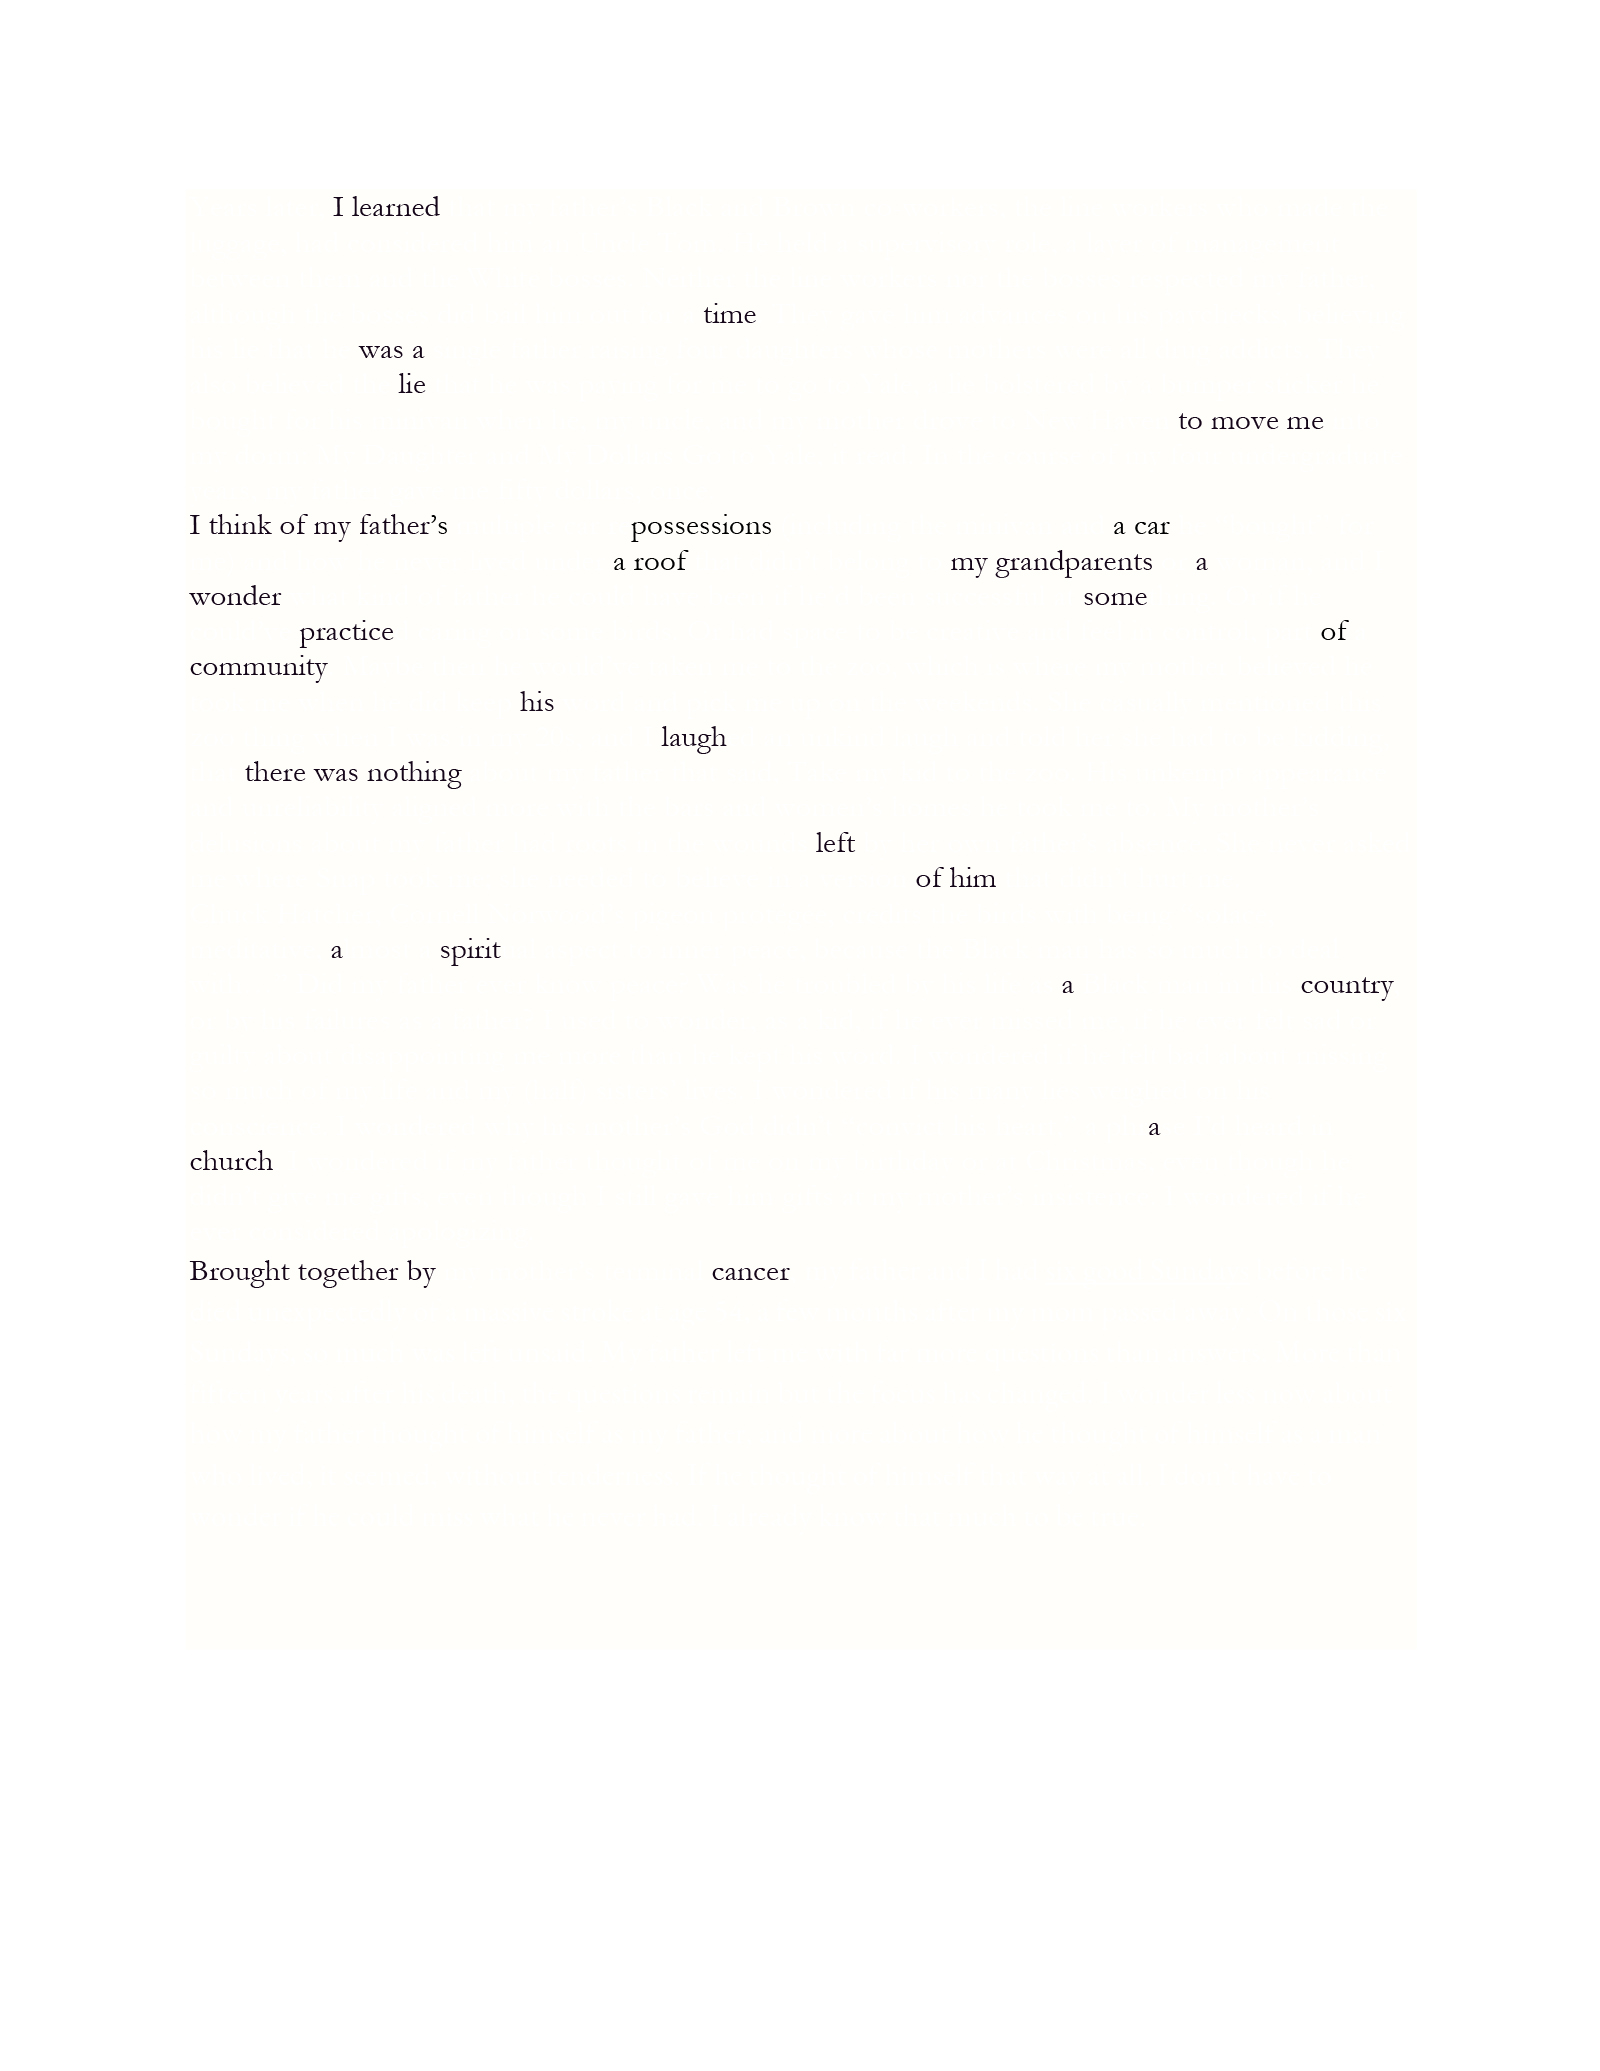 I learned
time
was a
lie
to move me
I think of my father’s possessions a car
a roof my grandparents a
wonder some
practice of
community
his
laugh
there was nothing
left
of him
a spirit
a country
a
church
Brought together by cancer